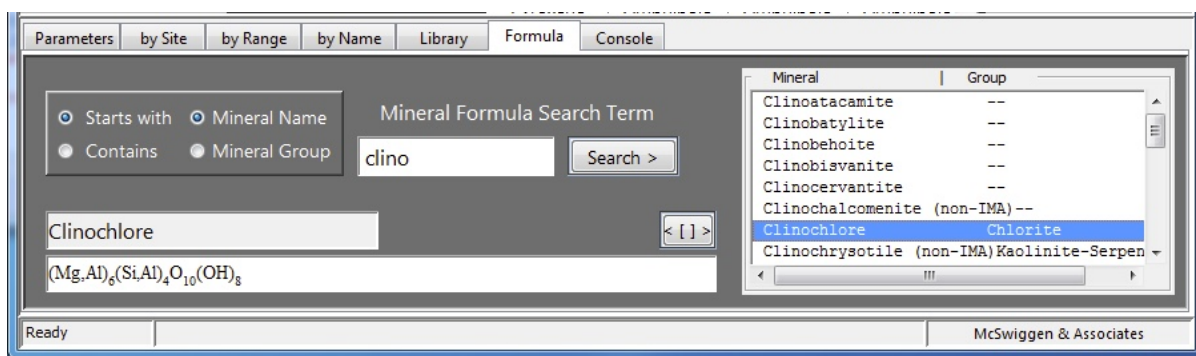 Parameters by Site by Range by Name Library Formula Console
Starts with Mineral Name
Contains Mineral Group
Mineral Formula Search Term
clino
Search >
Clinochlore
< [ ] >
(Mg,Al)₆(Si,Al)₄O₁₀(OH)₈
Mineral | Group
Clinoatacamite --
Clinobatylite --
Clinobehoite --
Clinobisvanite --
Clinocervantite --
Clinochalcomenite (non-IMA)--
Clinochlore Chlorite
Clinochrysotile (non-IMA)Kaolinite-Serpen
Ready
McSwiggen & Associates